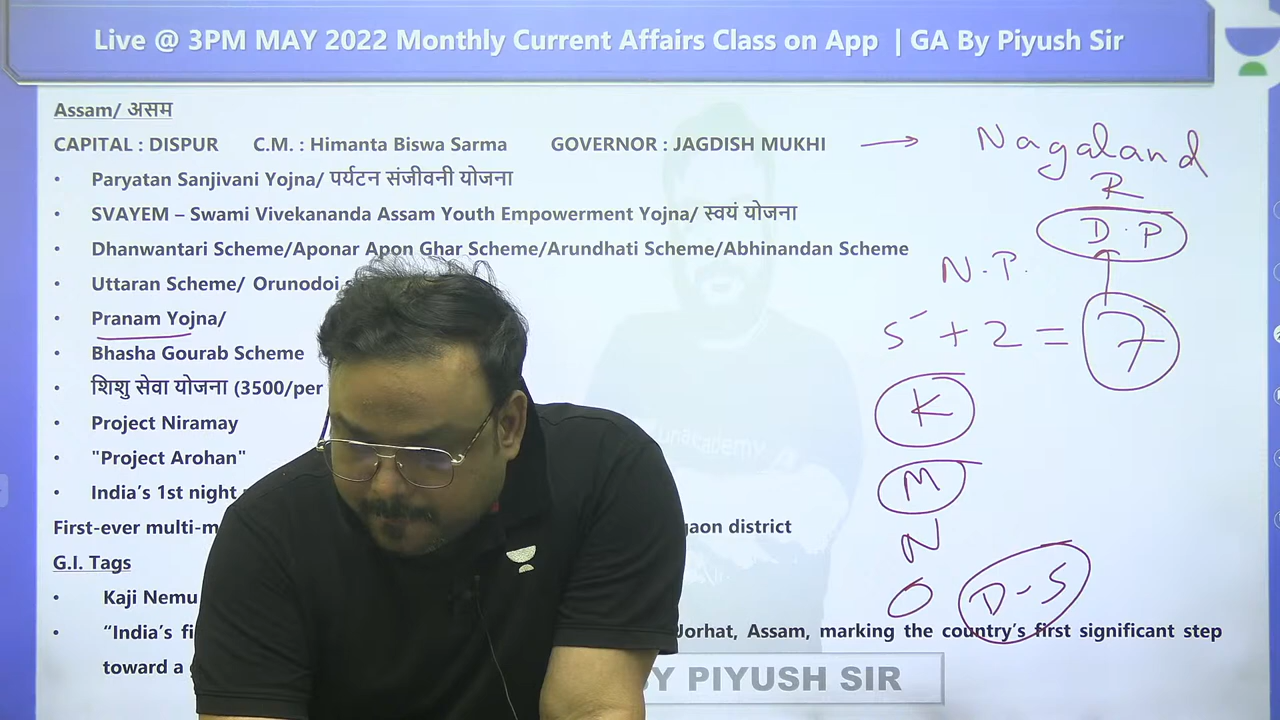 Live @ 3PM MAY 2022 Monthly Current Affairs Class on App | GA By Piyush Sir
Assam/ असम
CAPITAL : DISPUR C.M. : Himanta Biswa Sarma GOVERNOR : JAGDISH MUKHI → Nagaland
R
• Paryatan Sanjivani Yojna/ पर्यटन संजीवनी योजना
• SVAYEM – Swami Vivekananda Assam Youth Empowerment Yojna/ स्वयं योजना
D.P
• Dhanwantari Scheme/Aponar Apon Ghar Scheme/Arundhati Scheme/Abhinandan Scheme
N.P.
• Uttaran Scheme/ Orunodoi
• Pranam Yojna/
5 + 2 = 7
• Bhasha Gourab Scheme
• शिशु सेवा योजना (3500/per
K
• Project Niramay
• "Project Arohan"
M
• India's 1st night
First-ever multi-m gaon district
N
G.I. Tags
• Kaji Nemu
O D-S
• "India's fi Jorhat, Assam, marking the country's first significant step
toward a
BY PIYUSH SIR
unacademy